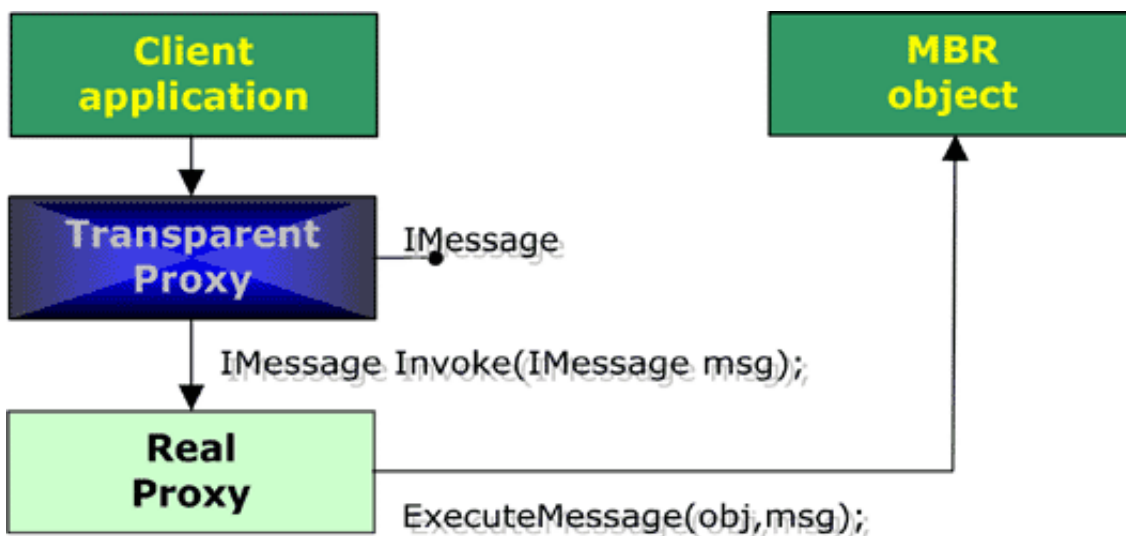 Client
application
MBR
object
Transparent
Proxy
IMessage
IMessage Invoke(IMessage msg);
Real
Proxy
ExecuteMessage(obj,msg);